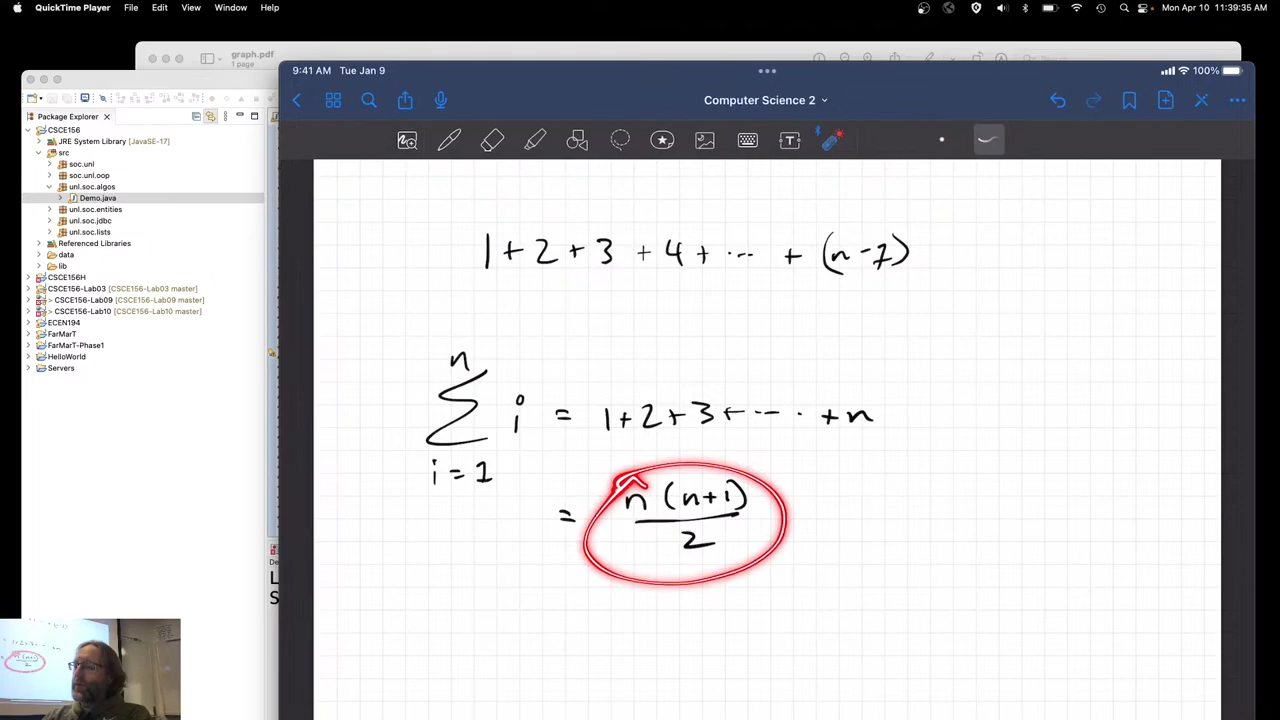 QuickTime Player File Edit View Window Help Mon Apr 10 11:39:35 AM
graph.pdf
1 page
Search
9:41 AM Tue Jan 9 100%
Computer Science 2
Package Explorer
CSCE156
JRE System Library [JavaSE-17]
src
soc.unl
soc.unl.oop
unl.soc.algos
Demo.java
unl.soc.entities
unl.soc.jdbc
unl.soc.lists
Referenced Libraries
data
lib
CSCE156H
CSCE156-Lab03 [CSCE156-Lab03 master]
> CSCE156-Lab09 [CSCE156-Lab09 master]
> CSCE156-Lab10 [CSCE156-Lab10 master]
ECEN194
FarMarT
FarMarT-Phase1
HelloWorld
Servers
1 + 2 + 3 + 4 + ... + (n-1)
n
∑ i = 1+2+3+ ... +n
i = 1
= n(n+1)
2
De
L
S